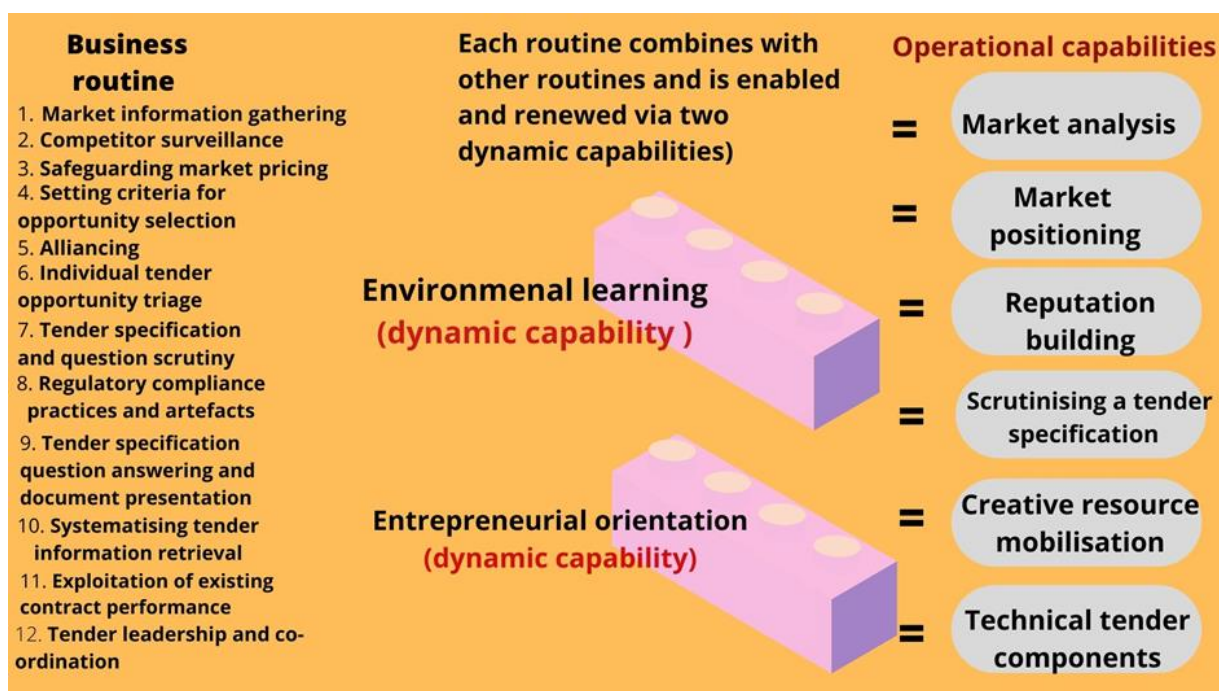 Business
routine
1. Market information gathering
2. Competitor surveillance
3. Safeguarding market pricing
4. Setting criteria for
opportunity selection
5. Alliancing
6. Individual tender
opportunity triage
7. Tender specification
and question scrutiny
8. Regulatory compliance
practices and artefacts
9. Tender specification
question answering and
document presentation
10. Systematising tender
information retrieval
11. Exploitation of existing
contract performance
12. Tender leadership and co-
ordination
Each routine combines with
other routines and is enabled
and renewed via two
dynamic capabilities)
Environmenal learning
(dynamic capability )
Entrepreneurial orientation
(dynamic capability)
Operational capabilities
= Market analysis
= Market
positioning
= Reputation
building
= Scrutinising a tender
specification
= Creative resource
mobilisation
= Technical tender
components